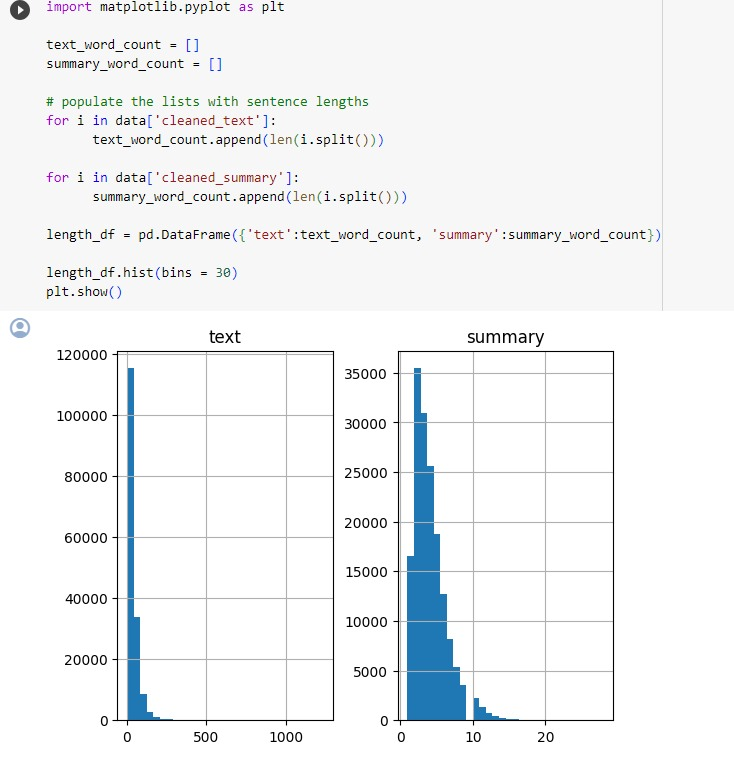 import matplotlib.pyplot as plt
text_word_count = []
summary_word_count = []
# populate the lists with sentence lengths
for i in data['cleaned_text']:
text_word_count.append(len(i.split()))
for i in data['cleaned_summary']:
summary_word_count.append(len(i.split()))
length_df = pd.DataFrame({'text':text_word_count, 'summary':summary_word_count})
length_df.hist(bins = 30)
plt.show()
text
120000
100000
80000
60000
40000
20000
0
0 500 1000
summary
35000
30000
25000
20000
15000
10000
5000
0
0 10 20